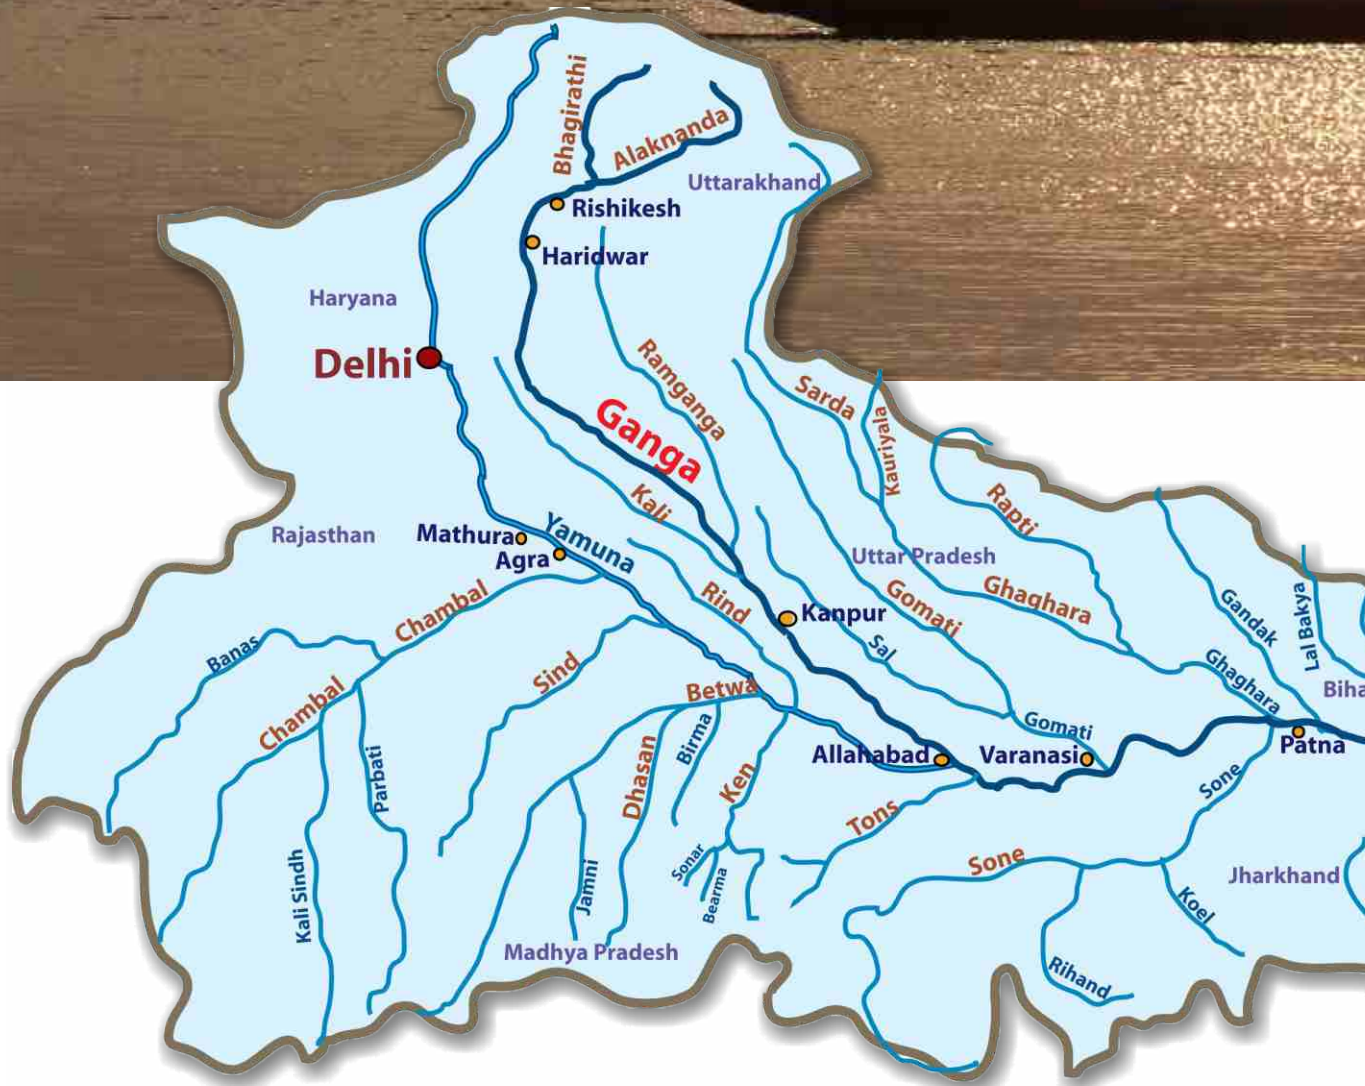 Bhagirathi
Alaknanda
Uttarakhand
Rishikesh
Haridwar
Haryana
Delhi
Ramganga
Sarda
Ganga
Kauriyala
Kali
Rapti
Rajasthan
Mathura
Yamuna
Agra
Uttar Pradesh
Chambal
Rind
Kanpur
Gomati
Ghaghara
Gandak
Lal Bakya
Banas
Sal
Sind
Ghaghara
Betwa
Biha
Chambal
Birma
Gomati
Allahabad
Varanasi
Patna
Parbati
Dhasan
Ken
Sone
Tons
Sonar
Sone
Jharkhand
Kali Sindh
Jamni
Bearma
Koel
Madhya Pradesh
Rihand